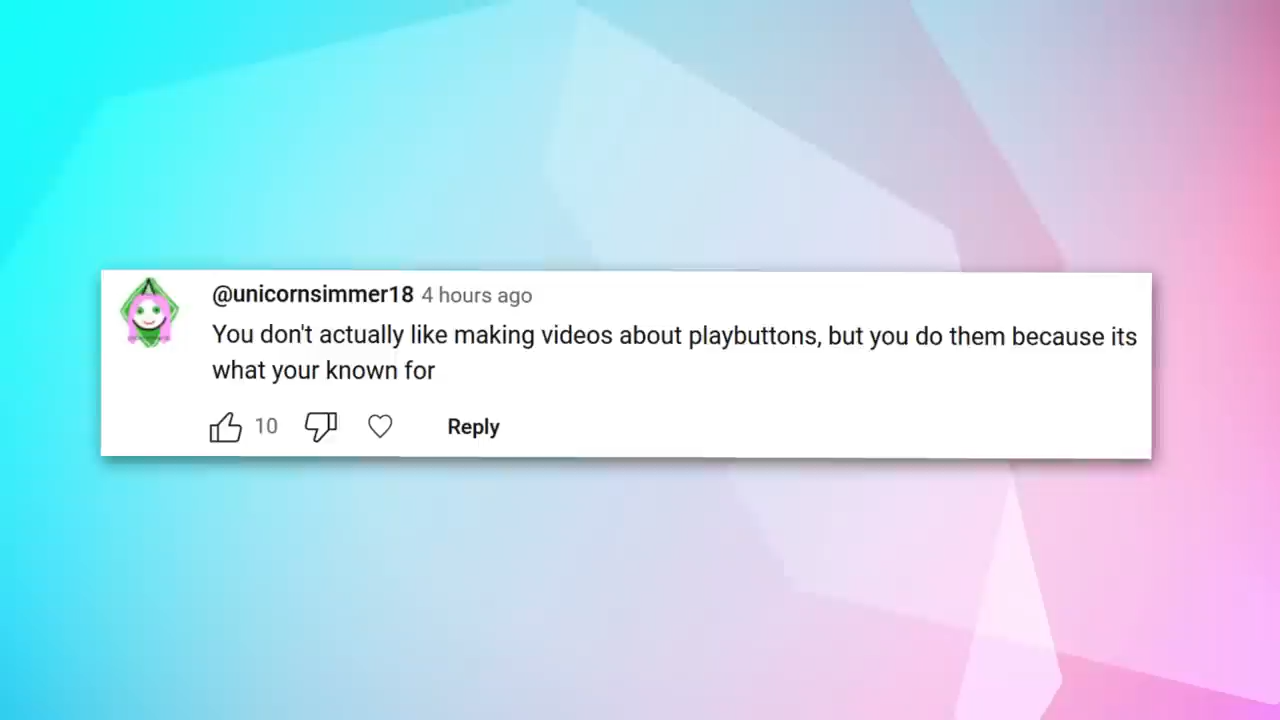 @unicornsimmer18 4 hours ago
You don't actually like making videos about playbuttons, but you do them because its
what your known for
10 Reply